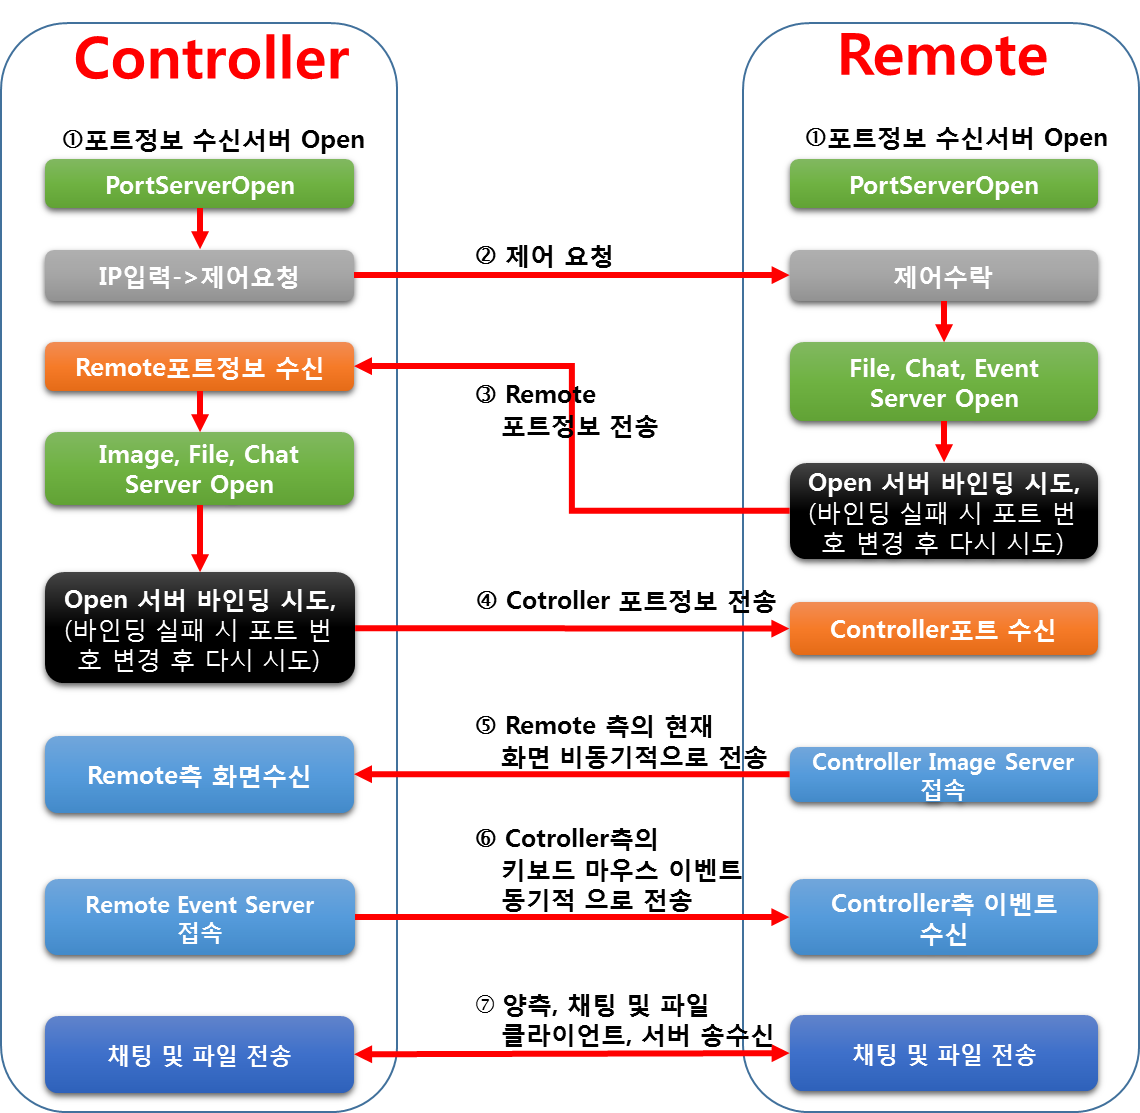 Controller
Remote
①포트정보 수신서버 Open
①포트정보 수신서버 Open
PortServerOpen
PortServerOpen
② 제어 요청
IP입력->제어요청
제어수락
Remote포트정보 수신
File, Chat, Event
Server Open
③ Remote
포트정보 전송
Image, File, Chat
Server Open
Open 서버 바인딩 시도,
(바인딩 실패 시 포트 번
호 변경 후 다시 시도)
Open 서버 바인딩 시도,
(바인딩 실패 시 포트 번
호 변경 후 다시 시도)
④ Cotroller 포트정보 전송
Controller포트 수신
⑤ Remote 측의 현재
화면 비동기적으로 전송
Remote측 화면수신
Controller Image Server
접속
⑥ Cotroller측의
키보드 마우스 이벤트
동기적 으로 전송
Remote Event Server
접속
Controller측 이벤트
수신
⑦ 양측, 채팅 및 파일
클라이언트, 서버 송수신
채팅 및 파일 전송
채팅 및 파일 전송